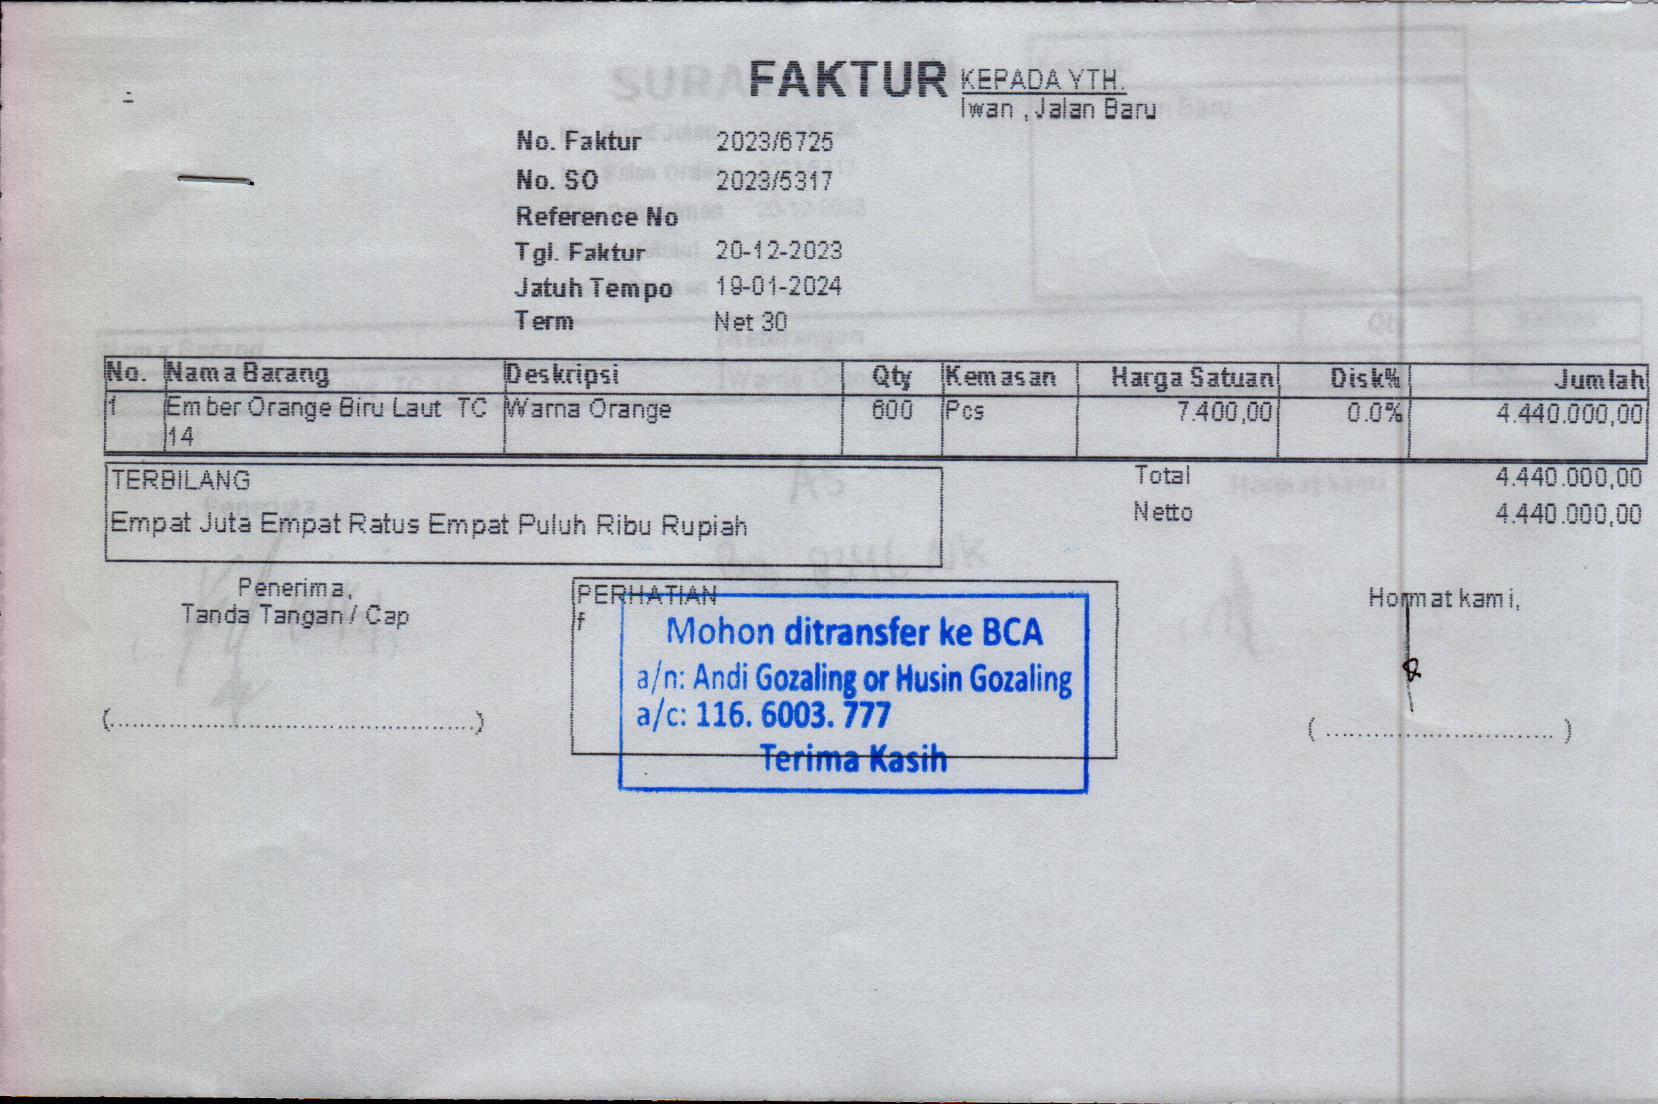 FAKTUR
KEPADA YTH.
Iwan ,Jalan Baru
No. Faktur 2023/6725
No. SO 2023/5317
Reference No
Tgl. Faktur 20-12-2023
Jatuh Tempo 19-01-2024
Term Net 30
No. Nama Barang Deskripsi Qty Kemasan Harga Satuan Disk% Jumlah
1 Ember Orange Biru Laut TC Warna Orange 600 Pcs 7.400,00 0.0% 4.440.000,00
14
TERBILANG
Empat Juta Empat Ratus Empat Puluh Ribu Rupiah
Total 4.440.000,00
Netto 4.440.000,00
Penerima,
Tanda Tangan / Cap
(................................................)
PERHATIAN
f
Mohon ditransfer ke BCA
a/n: Andi Gozaling or Husin Gozaling
a/c: 116. 6003. 777
Terima Kasih
Hormat kami,
( ............................. )